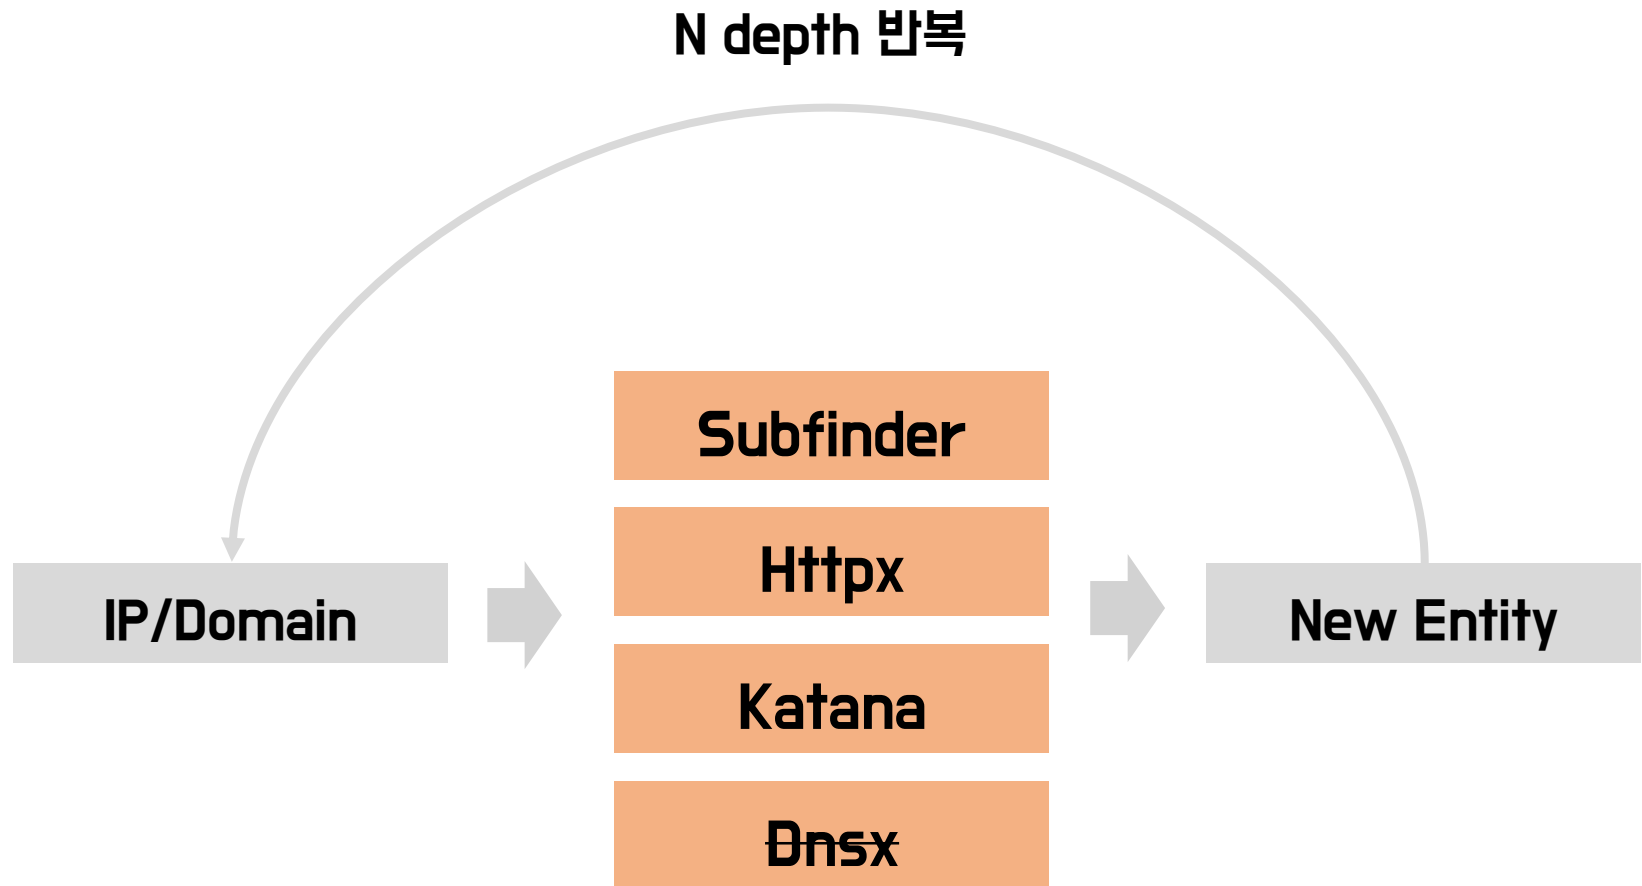 N depth 반복
Subfinder
Httpx
IP/Domain
New Entity
Katana
Dnsx